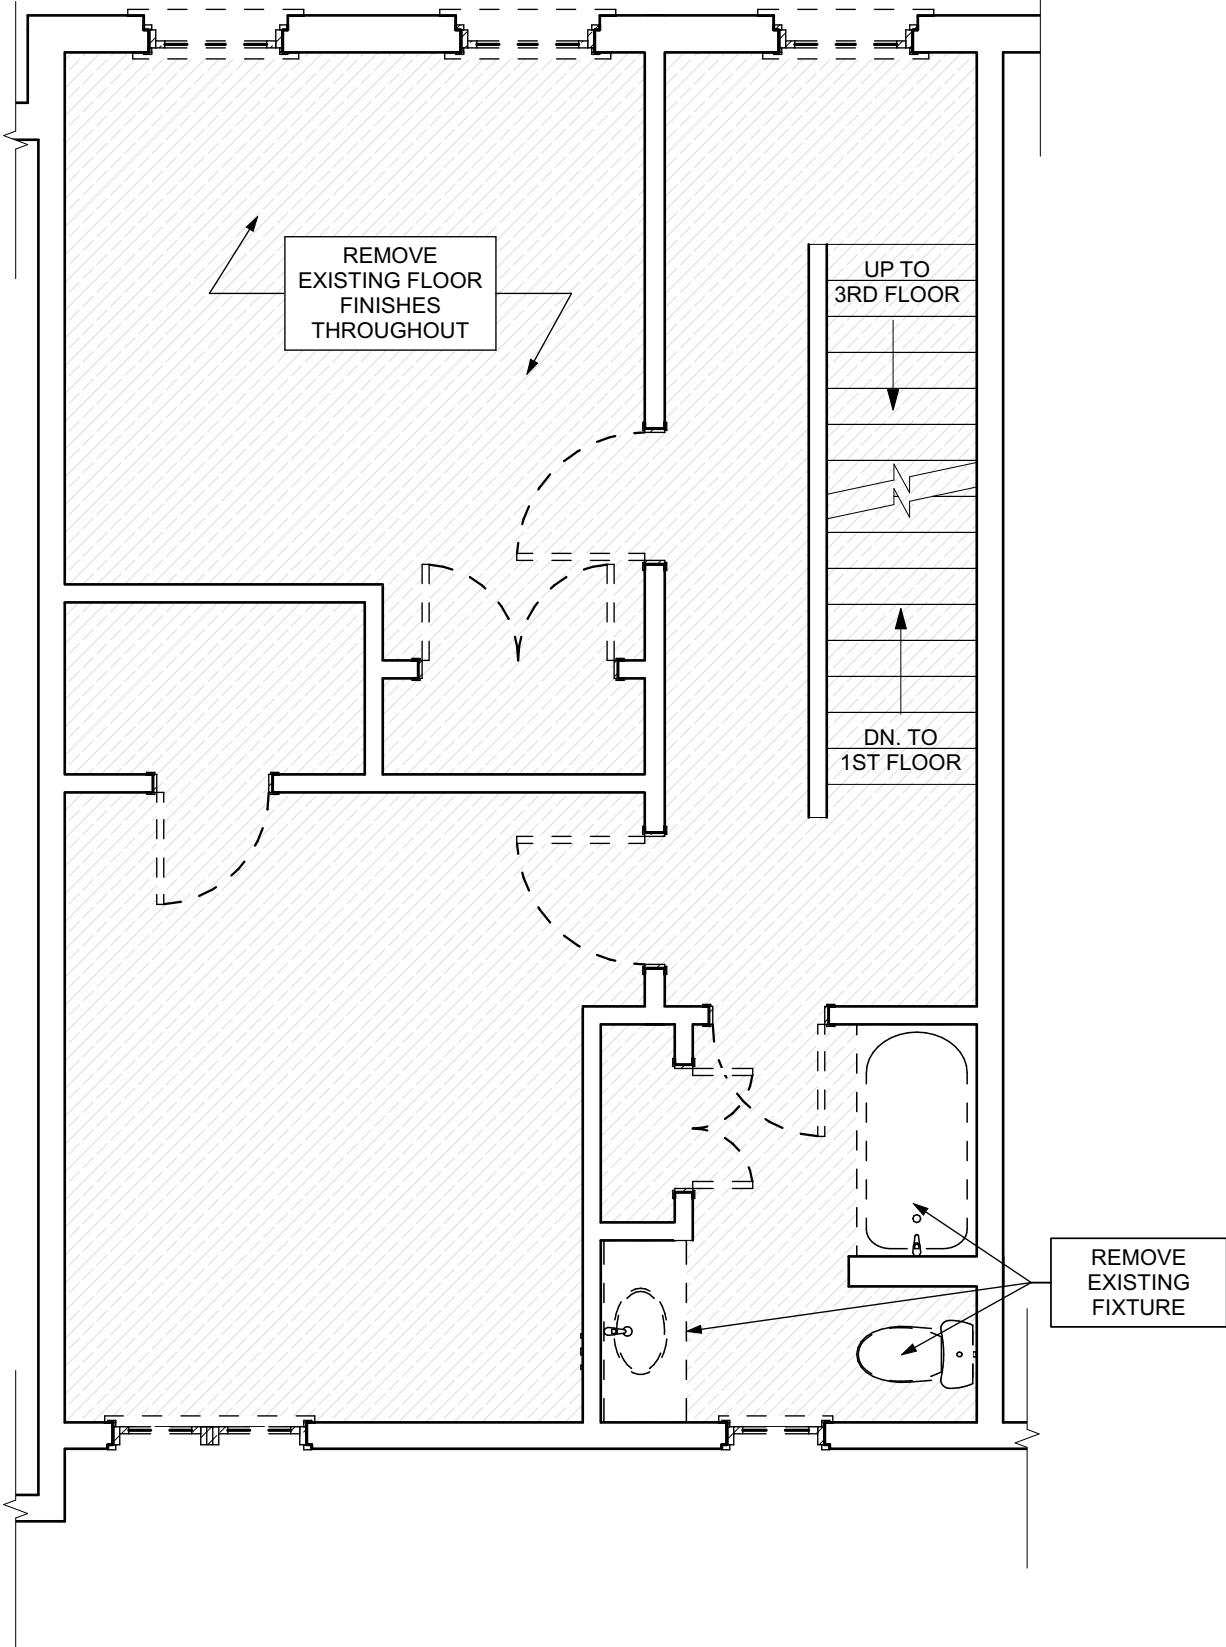 REMOVE
EXISTING FLOOR
FINISHES
THROUGHOUT
UP TO
3RD FLOOR
DN. TO
1ST FLOOR
REMOVE
EXISTING
FIXTURE